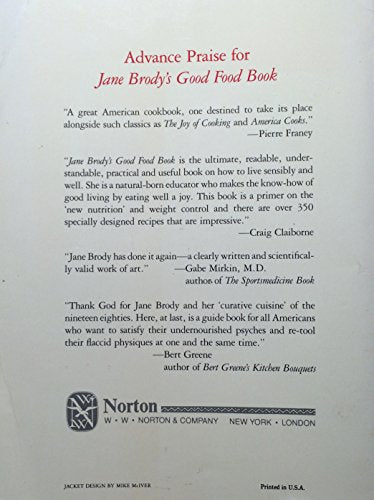 Advance Praise for
Jane Brody's Good Food Book
"A great American cookbook, one destined to take its place
alongside such classics as The Joy of Cooking and America Cooks."
—Pierre Franey
"Jane Brody's Good Food Book is the ultimate, readable, under-
standable, practical and useful book on how to live sensibly and
well. She is a natural-born educator who makes the know-how of
good living by eating well a joy. This book is a primer on the
'new nutrition' and weight control and there are over 350
specially designed recipes that are impressive."
—Craig Claiborne
"Jane Brody has done it again—a clearly written and scientifical-
ly valid work of art." —Gabe Mirkin, M.D.
author of The Sportsmedicine Book
"Thank God for Jane Brody and her 'curative cuisine' of the
nineteen eighties. Here, at last, is a guide book for all Americans
who want to satisfy their undernourished psyches and re-tool
their flaccid physiques at one and the same time."
—Bert Greene
author of Bert Greene's Kitchen Bouquets
Norton
W • W • NORTON & COMPANY NEW YORK • LONDON
JACKET DESIGN BY MIKE McIVER
Printed in U.S.A.